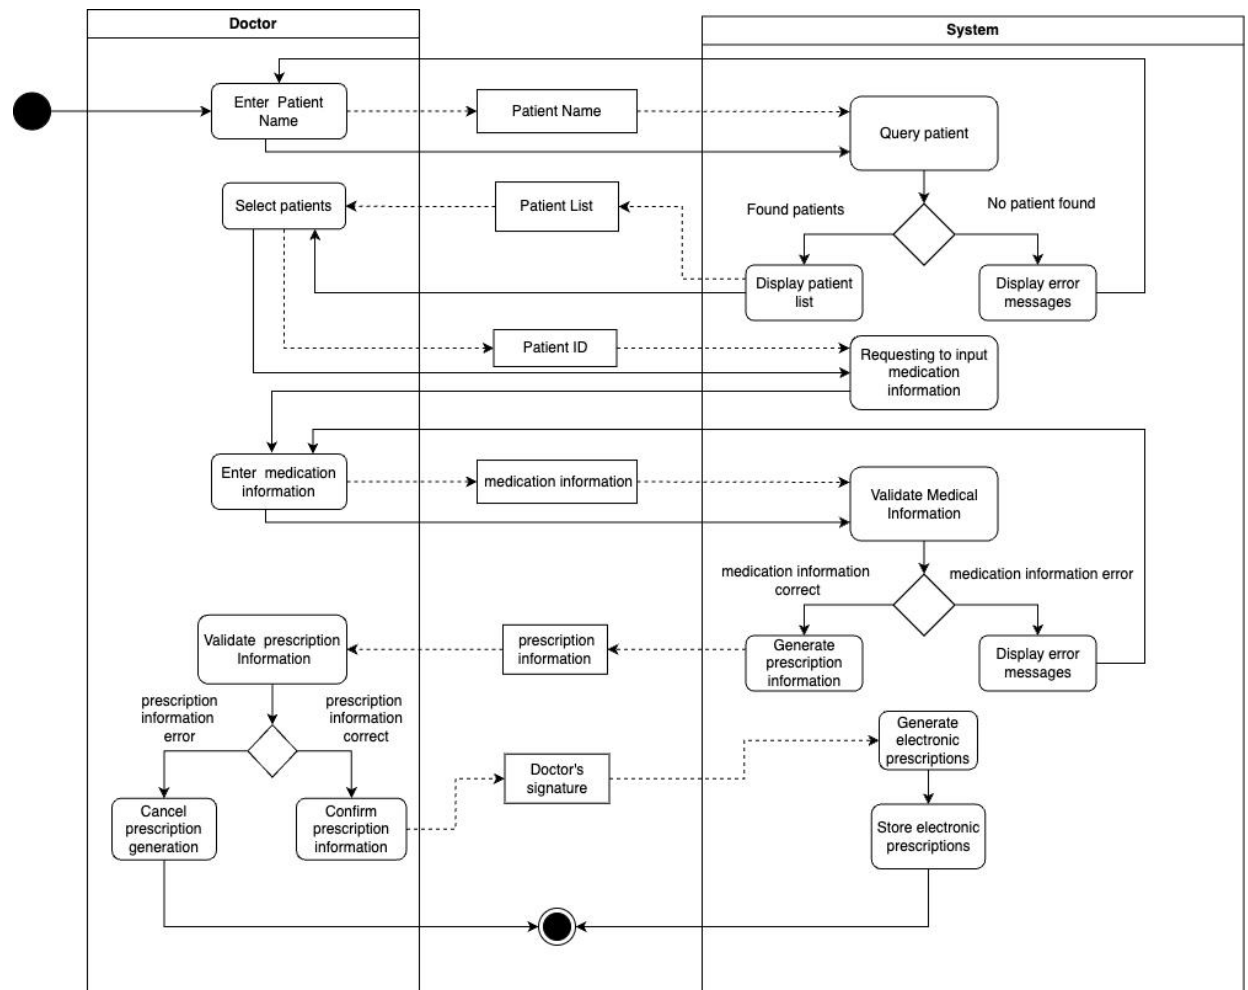 Doctor
System
Enter Patient
Name
Patient Name
Query patient
Select patients
Patient List
Found patients
No patient found
Display patient
list
Display error
messages
Patient ID
Requesting to input
medication
information
Enter medication
information
medication information
Validate Medical
Information
medication information
correct
medication information error
Validate prescription
Information
prescription
information
Generate
prescription
information
Display error
messages
prescription
information
error
prescription
information
correct
Generate
electronic
prescriptions
Doctor's
signature
Cancel
prescription
generation
Confirm
prescription
information
Store electronic
prescriptions